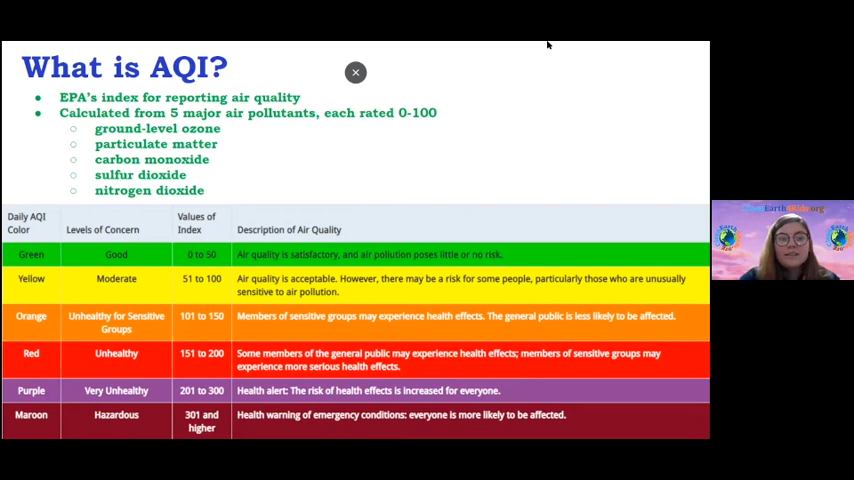 What is AQI?
● EPA's index for reporting air quality
● Calculated from 5 major air pollutants, each rated 0-100
○ ground-level ozone
○ particulate matter
○ carbon monoxide
○ sulfur dioxide
○ nitrogen dioxide
Daily AQI
Color
Levels of Concern
Values of
Index
Description of Air Quality
Green
Good
0 to 50
Air quality is satisfactory, and air pollution poses little or no risk.
Yellow
Moderate
51 to 100
Air quality is acceptable. However, there may be a risk for some people, particularly those who are unusually
sensitive to air pollution.
Orange
Unhealthy for Sensitive
Groups
101 to 150
Members of sensitive groups may experience health effects. The general public is less likely to be affected.
Red
Unhealthy
151 to 200
Some members of the general public may experience health effects; members of sensitive groups may
experience more serious health effects.
Purple
Very Unhealthy
201 to 300
Health alert: The risk of health effects is increased for everyone.
Maroon
Hazardous
301 and
higher
Health warning of emergency conditions: everyone is more likely to be affected.